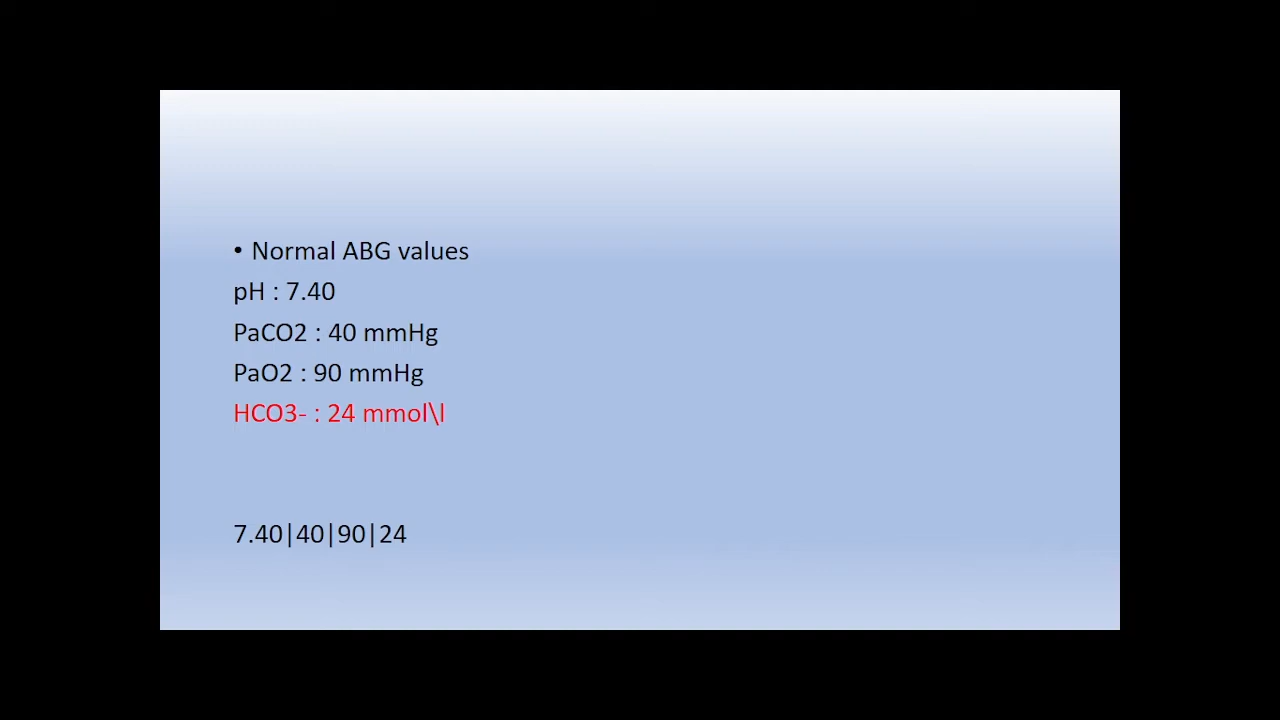 • Normal ABG values
pH : 7.40
PaCO2 : 40 mmHg
PaO2 : 90 mmHg
HCO3- : 24 mmol\l
7.40|40|90|24